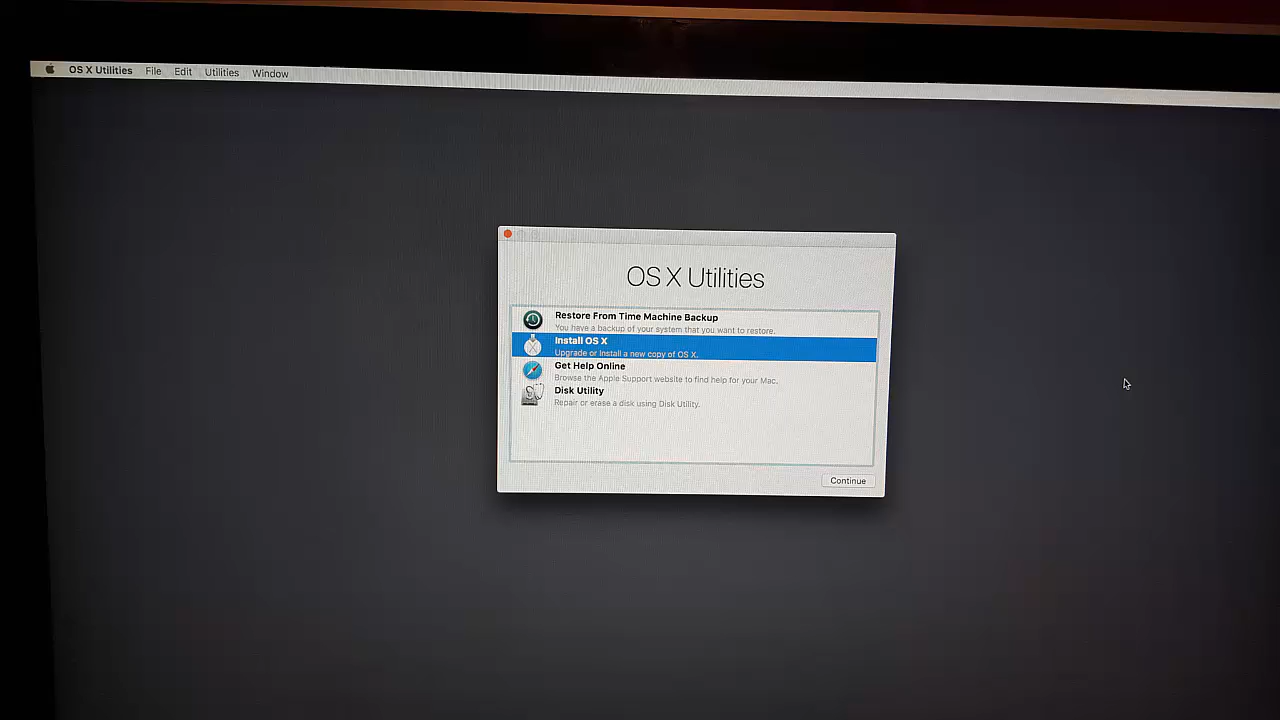 OS X Utilities File Edit Utilities Window
OS X Utilities
Restore From Time Machine Backup
You have a backup of your system that you want to restore.
Install OS X
Upgrade or Install a new copy of OS X.
Get Help Online
Browse the Apple Support website to find help for your Mac.
Disk Utility
Repair or erase a disk using Disk Utility.
Continue